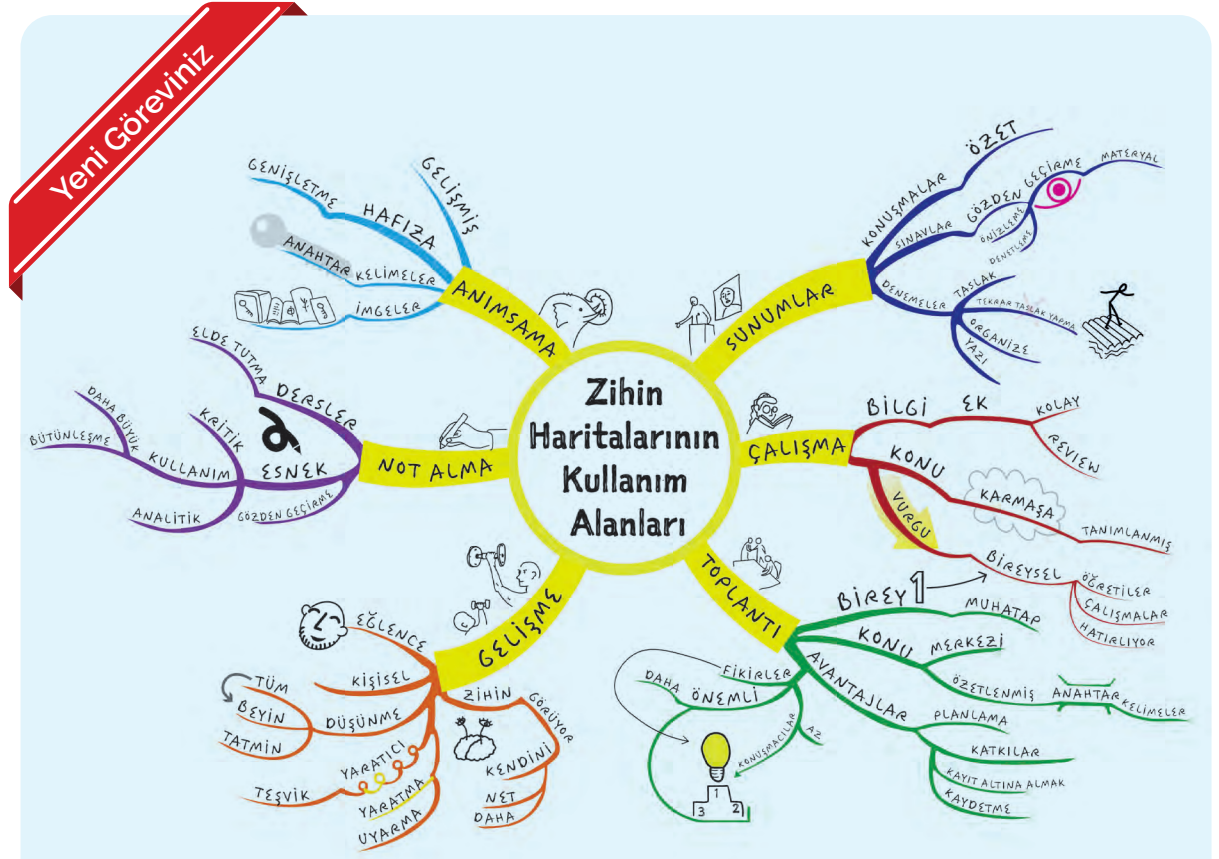 Yeni Göreviniz
Zihin
Haritalarının
Kullanım
Alanları
ANIMSAMA
GELİŞMİŞ
HAFIZA
GENİŞLETME
ANAHTAR
KELİMELER
İMGELER
SUNUMLAR
KONUŞMALAR
ÖZET
SINAVLAR
GÖZDEN GEÇİRME
MATERYAL
ÖNİZLEME
DENETLEME
DENEMELER
TASLAK
TEKRAR TASLAK YAPMA
ORGANİZE
YAZI
NOT ALMA
DERSLER
ELDE TUTMA
2
ESNEK
KRİTİK
KULLANIM
DAHA BÜYÜK
BÜTÜNLEŞME
ANALİTİK
GÖZDEN GEÇİRME
ÇALIŞMA
BİLGİ EK
KOLAY
REVIEW
KONU
KARMAŞA
TANIMLANMIŞ
VURGU
BİREYSEL
ÖĞRETİLER
ÇALIŞMALAR
HATIRLIYOR
GELİŞME
EĞLENCE
KİŞİSEL
DÜŞÜNME
TÜM
BEYİN
TATMİN
YARATICI
TEŞVİK
YARATMA
UYARMA
ZİHİN
GÖRÜYOR
KENDİNİ
NET
DAHA
TOPLANTI
BİREY 1
MUHATAP
KONU
MERKEZİ
ÖZETLENMİŞ
ANAHTAR
KELİMELER
AVANTAJLAR
PLANLAMA
KATKILAR
KAYIT ALTINA ALMAK
KAYDETME
FİKİRLER
DAHA
ÖNEMLİ
KONUŞMACILAR
AZ
1
3 2